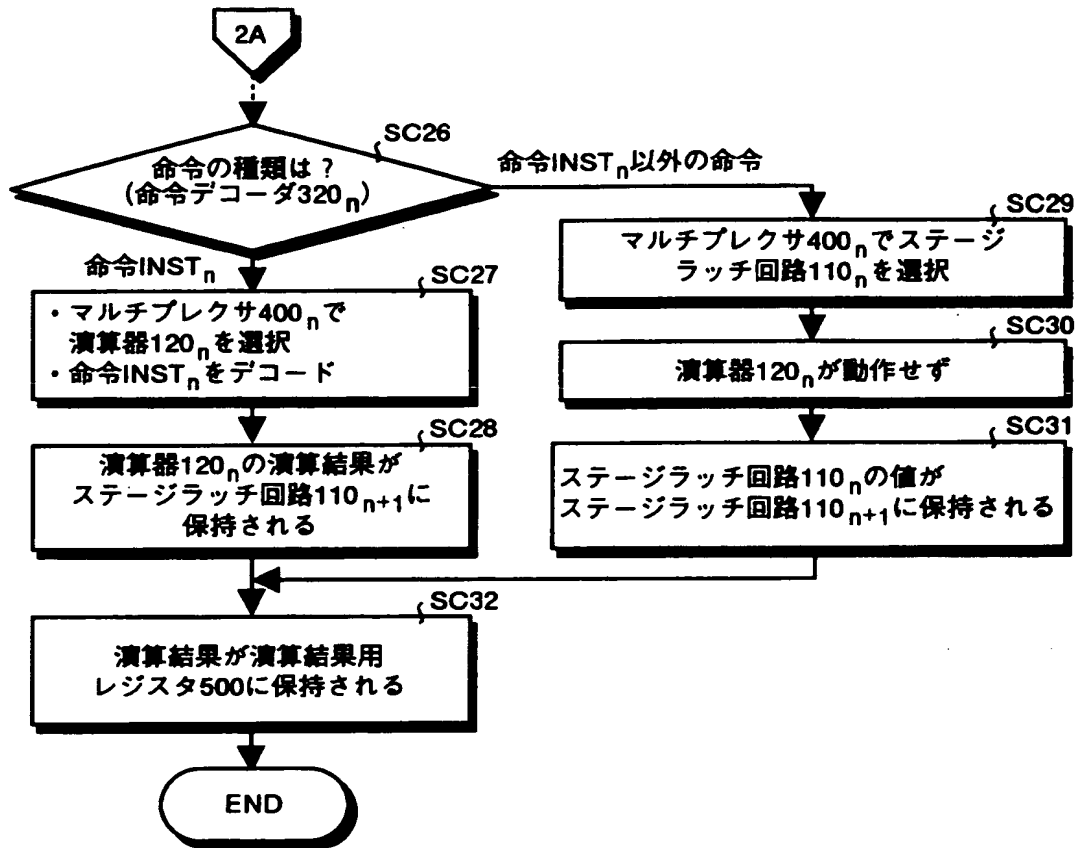 2A
SC26
命令の種類は？
(命令デコーダ320n)
命令INSTn以外の命令
命令INSTn
SC27
・マルチプレクサ400nで
演算器120nを選択
・命令INSTnをデコード
SC28
演算器120nの演算結果が
ステージラッチ回路110n+1に
保持される
SC29
マルチプレクサ400nでステージ
ラッチ回路110nを選択
SC30
演算器120nが動作せず
SC31
ステージラッチ回路110nの値が
ステージラッチ回路110n+1に保持される
SC32
演算結果が演算結果用
レジスタ500に保持される
END